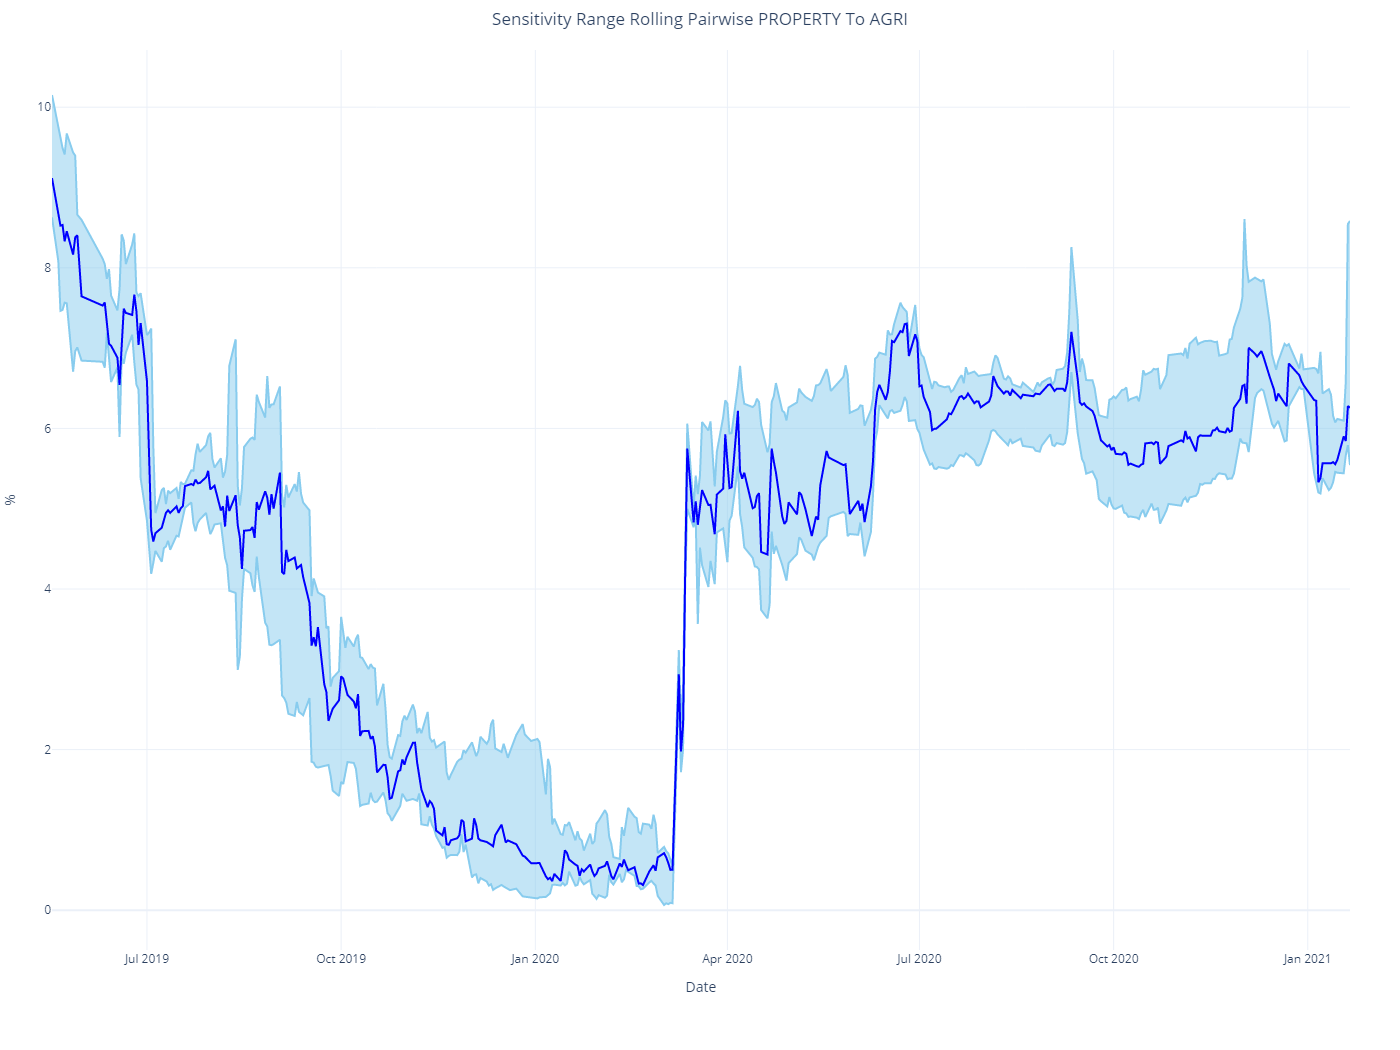 Sensitivity Range Rolling Pairwise PROPERTY To AGRI
10
8
6
4
2
0
%
Jul 2019
Oct 2019
Jan 2020
Apr 2020
Jul 2020
Oct 2020
Jan 2021
Date